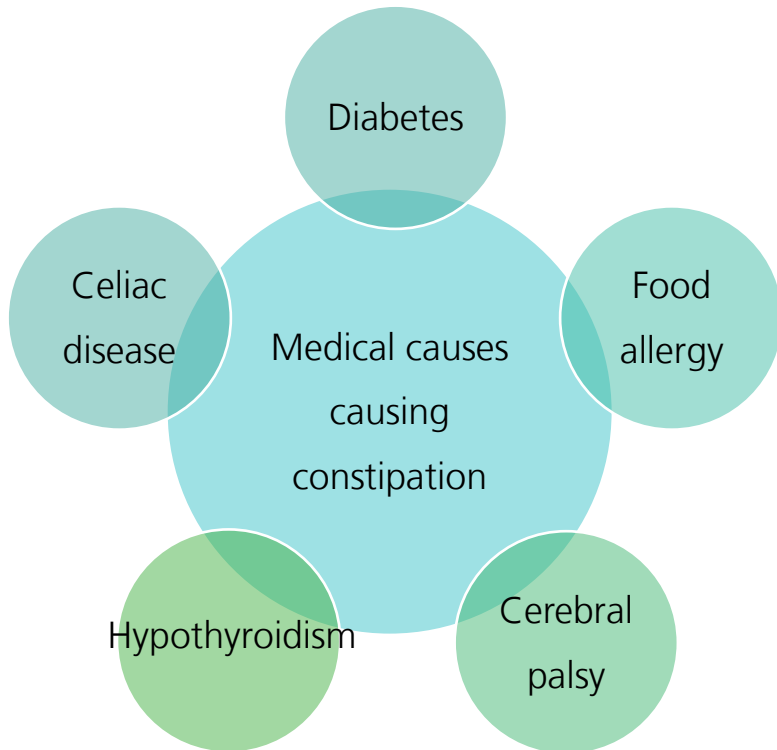 Diabetes
Celiac
disease
Food
allergy
Medical causes
causing
constipation
Hypothyroidism
Cerebral
palsy